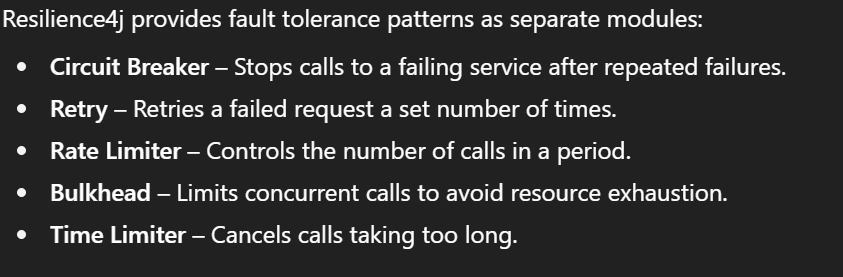 Resilience4j provides fault tolerance patterns as separate modules:
• Circuit Breaker – Stops calls to a failing service after repeated failures.
• Retry – Retries a failed request a set number of times.
• Rate Limiter – Controls the number of calls in a period.
• Bulkhead – Limits concurrent calls to avoid resource exhaustion.
• Time Limiter – Cancels calls taking too long.